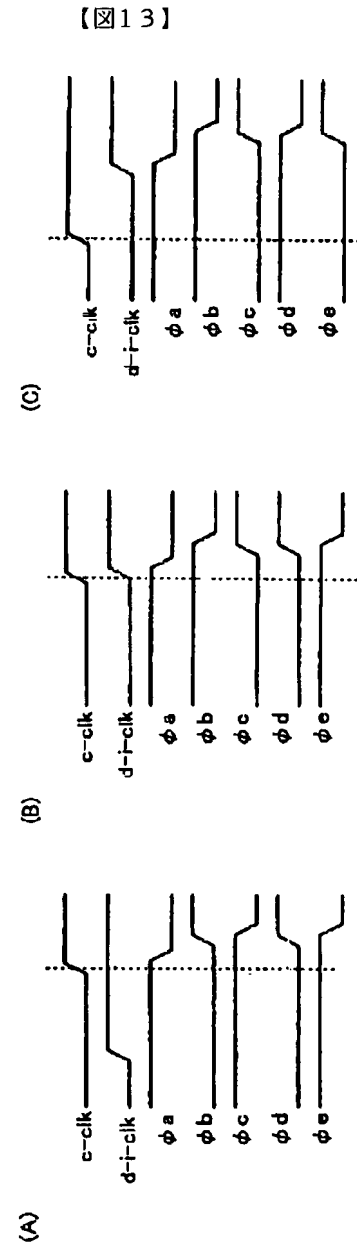 【図13】
(A)
c-clk
d-i-clk
φa
φb
φc
φd
φe
(B)
c-clk
d-i-clk
φa
φb
φc
φd
φe
(C)
c-clk
d-i-clk
φa
φb
φc
φd
φe